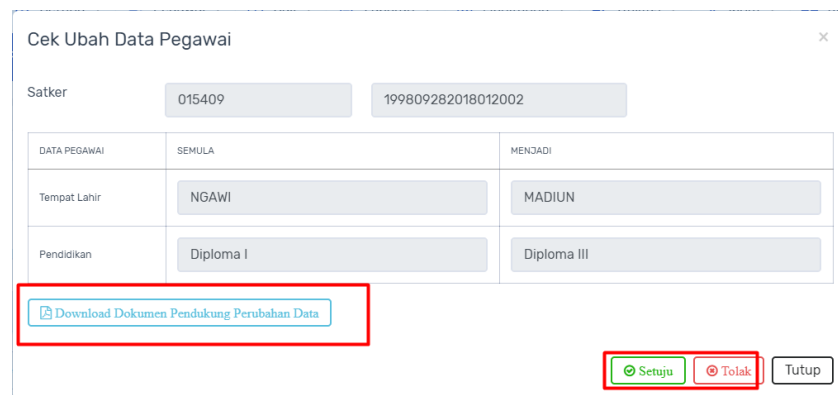 Cek Ubah Data Pegawai ×
Satker 015409 199809282018012002
DATA PEGAWAI SEMULA MENJADI
Tempat Lahir NGAWI MADIUN
Pendidikan Diploma I Diploma III
Download Dokumen Pendukung Perubahan Data
Setuju Tolak Tutup